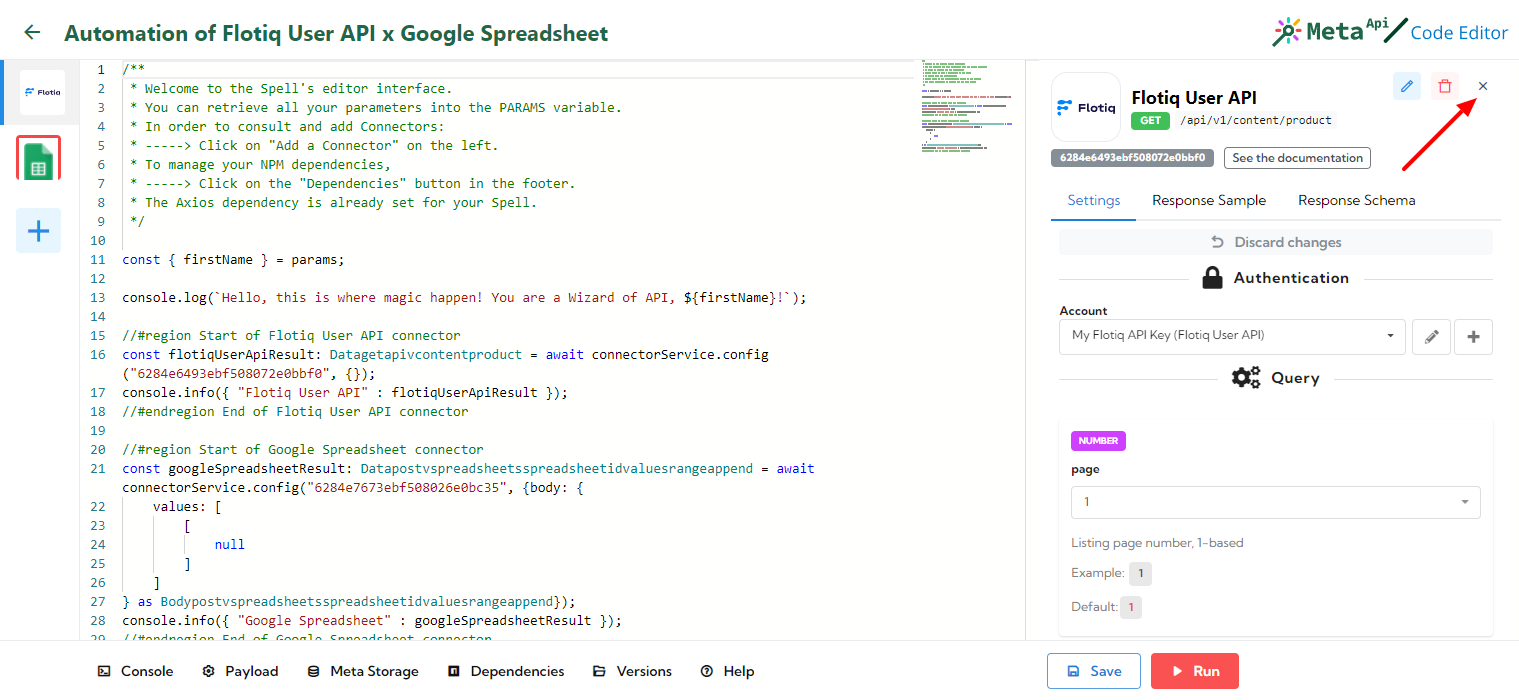 Automation of Flotiq User API x Google Spreadsheet
Meta Api Code Editor
Flotiq
1 /**
2 * Welcome to the Spell's editor interface.
3 * You can retrieve all your parameters into the PARAMS variable.
4 * In order to consult and add Connectors:
5 * -----> Click on "Add a Connector" on the left.
6 * To manage your NPM dependencies,
7 * -----> Click on the "Dependencies" button in the footer.
8 * The Axios dependency is already set for your Spell.
9 */
10
11 const { firstName } = params;
12
13 console.log(`Hello, this is where magic happen! You are a Wizard of API, ${firstName}!`);
14
15 //#region Start of Flotiq User API connector
16 const flotiqUserApiResult: Datagetapivcontentproduct = await connectorService.config
("6284e6493ebf508072e0bbf0", {});
17 console.info({ "Flotiq User API" : flotiqUserApiResult });
18 //#endregion End of Flotiq User API connector
19
20 //#region Start of Google Spreadsheet connector
21 const googleSpreadsheetResult: Datapostvspreadsheetsspreadsheetidvaluesrangeappend = await
connectorService.config("6284e7673ebf508026e0bc35", {body: {
22 values: [
23 [
24 null
25 ]
26 ]
27 } as Bodypostvspreadsheetsspreadsheetidvaluesrangeappend});
28 console.info({ "Google Spreadsheet" : googleSpreadsheetResult });
29 //#endregion End of Google Spreadsheet connector
Flotiq
Flotiq User API
GET /api/v1/content/product
6284e6493ebf508072e0bbf0 See the documentation
Settings Response Sample Response Schema
Discard changes
Authentication
Account
My Flotiq API Key (Flotiq User API)
Query
NUMBER
page
1
Listing page number, 1-based
Example: 1
Default: 1
Console Payload Meta Storage Dependencies Versions Help
Save Run